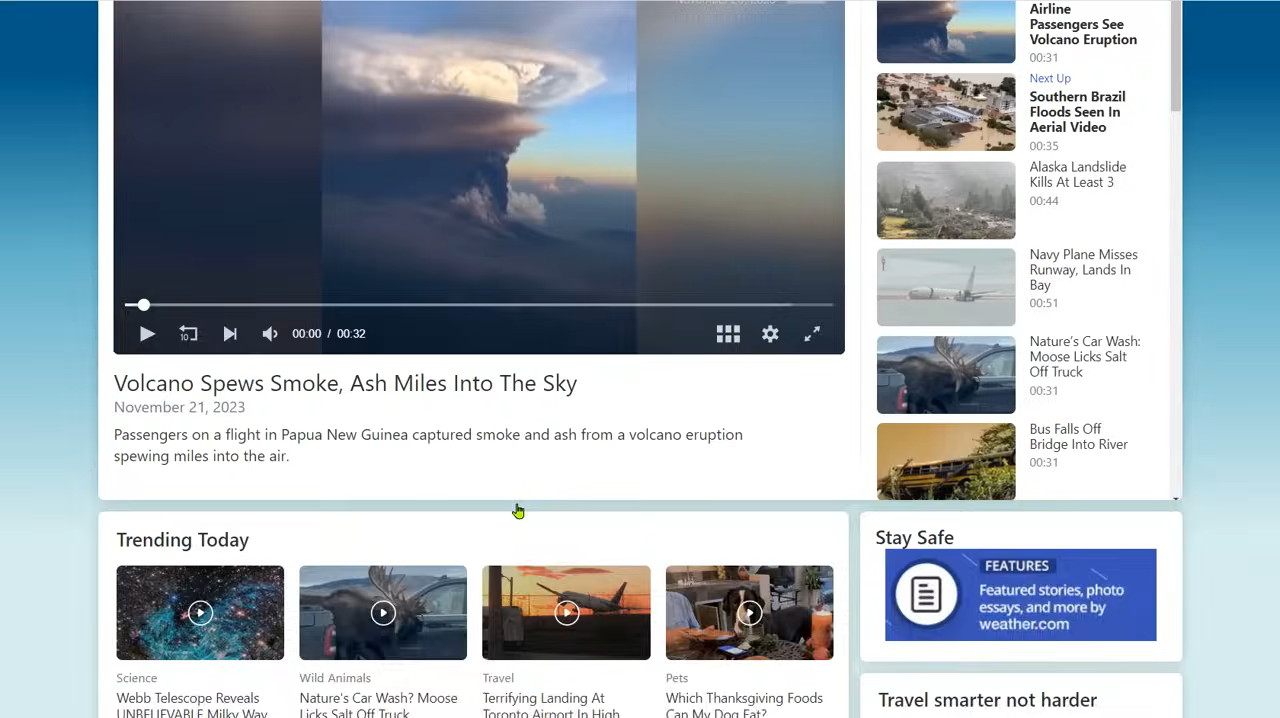 Airline
Passengers See
Volcano Eruption
00:31
Next Up
Southern Brazil
Floods Seen In
Aerial Video
00:35
Alaska Landslide
Kills At Least 3
00:44
Navy Plane Misses
Runway, Lands In
Bay
00:51
Nature's Car Wash:
Moose Licks Salt
Off Truck
00:31
Bus Falls Off
Bridge Into River
00:31
10
00:00 / 00:32
Volcano Spews Smoke, Ash Miles Into The Sky
November 21, 2023
Passengers on a flight in Papua New Guinea captured smoke and ash from a volcano eruption
spewing miles into the air.
Trending Today
Science
Webb Telescope Reveals
UNBELIEVABLE Milky Way
Wild Animals
Nature's Car Wash? Moose
Licks Salt Off Truck
Travel
Terrifying Landing At
Toronto Airport In High
Pets
Which Thanksgiving Foods
Can My Dog Eat?
Stay Safe
FEATURES
Featured stories, photo
essays, and more by
weather.com
Travel smarter not harder